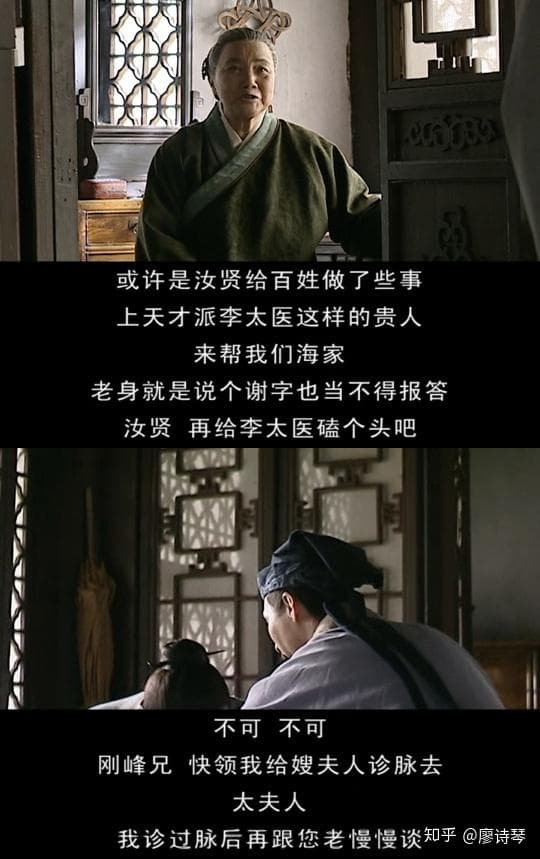 或许是汝贤给百姓做了些事
上天才派李太医这样的贵人
来帮我们海家
老身就是说个谢字也当不得报答
汝贤 再给李太医磕个头吧
不可 不可
刚峰兄 快领我给嫂夫人诊脉去
太夫人
我诊过脉后再跟您老慢慢谈
知乎 @廖诗琴